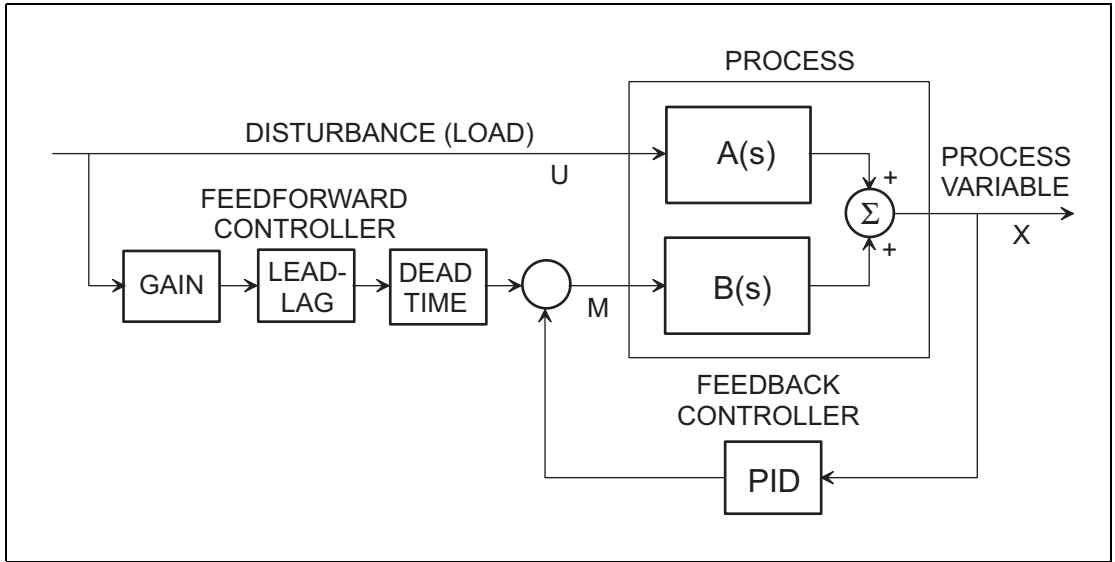 PROCESS
DISTURBANCE (LOAD)
U
A(s)
+
PROCESS
VARIABLE
FEEDFORWARD
CONTROLLER
Σ
X
+
GAIN
LEAD-
LAG
DEAD
TIME
M
B(s)
FEEDBACK
CONTROLLER
PID